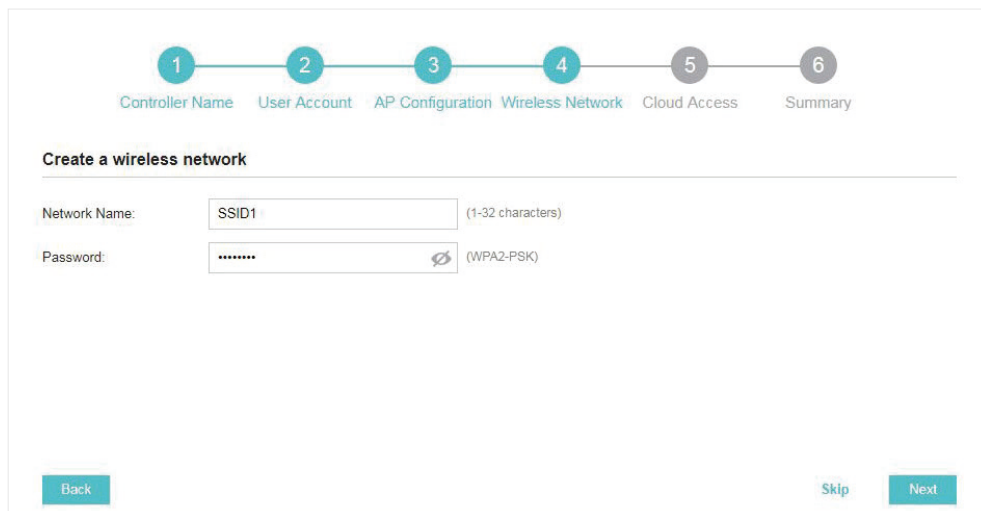 1 2 3 4 5 6
Controller Name User Account AP Configuration Wireless Network Cloud Access Summary
Create a wireless network
Network Name: SSID1 (1-32 characters)
Password: •••••••• (WPA2-PSK)
Back Skip Next